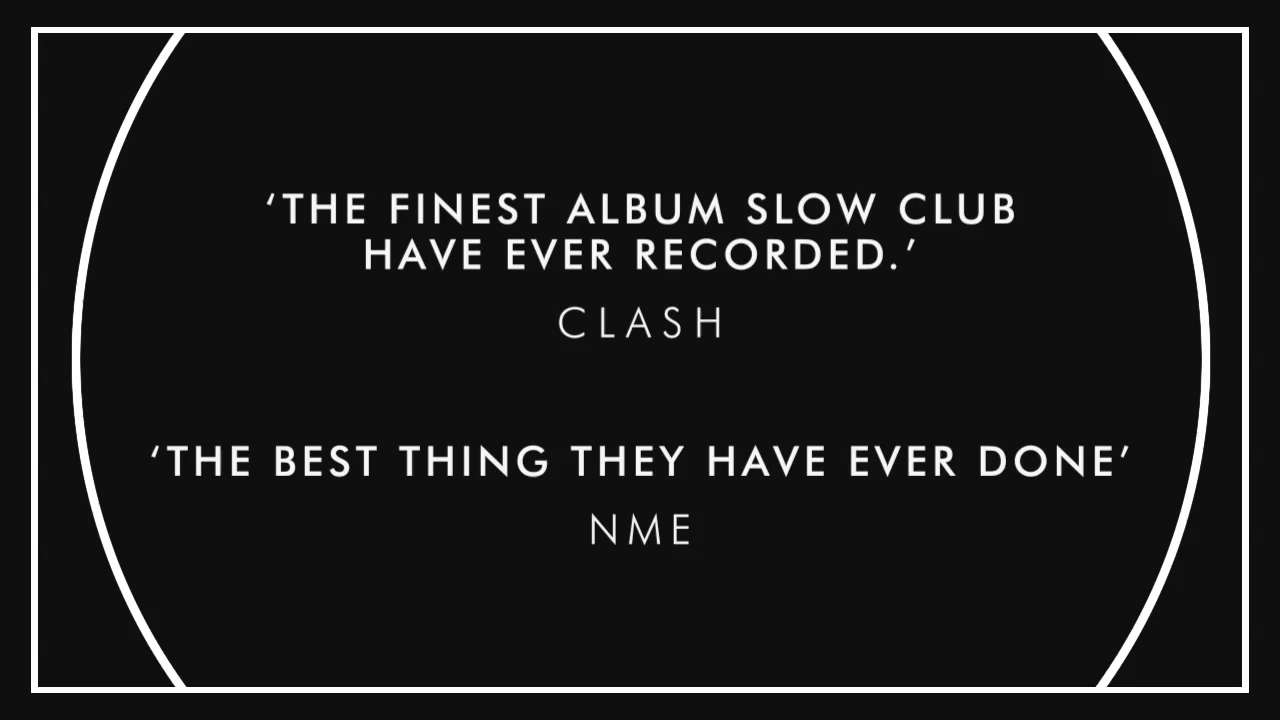 ‘THE FINEST ALBUM SLOW CLUB
HAVE EVER RECORDED.’
CLASH
‘THE BEST THING THEY HAVE EVER DONE’
NME